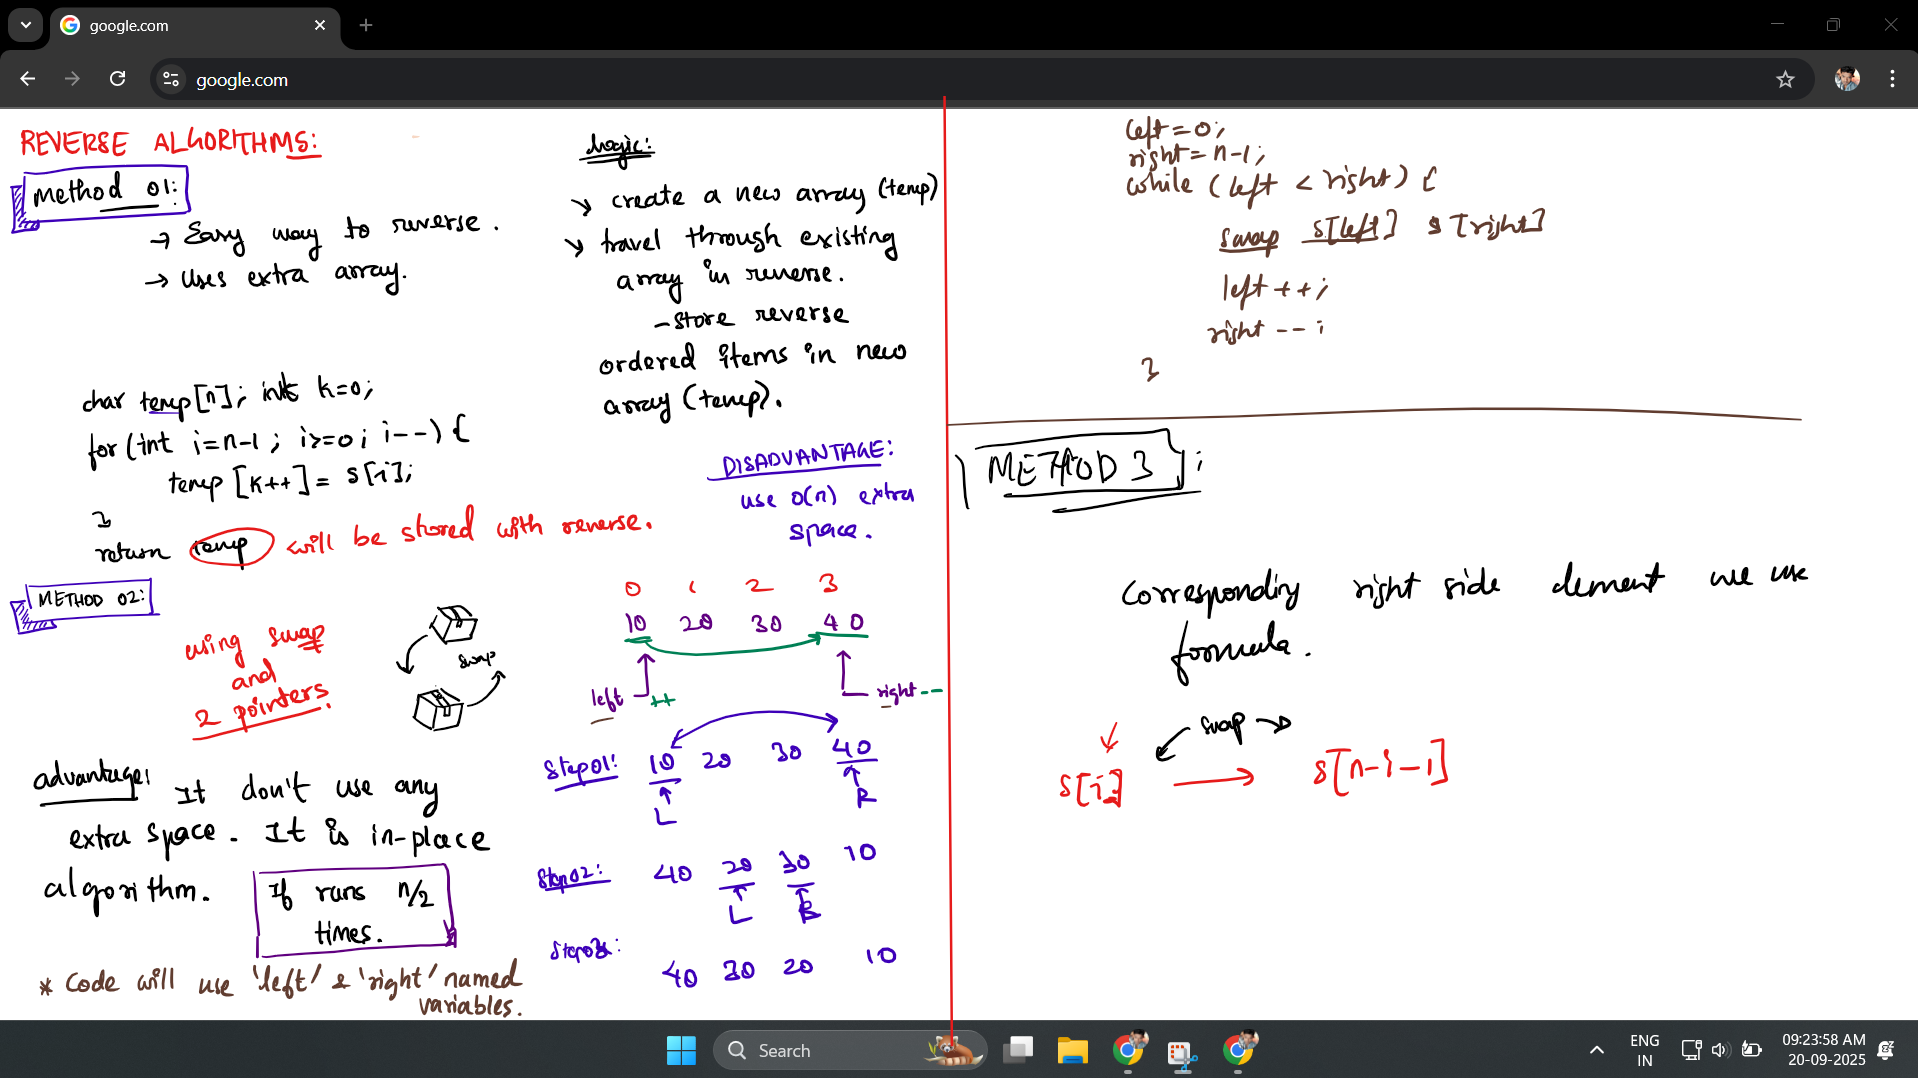 google.com
google.com
REVERSE ALGORITHMS:
Method 01:
→ Easy way to reverse.
→ Uses extra array.
char temp[n]; int k=0;
for(int i=n-1; i>=0; i--) {
temp[k++]= s[i];
}
return temp will be stored with reverse.
Logic:
↘ create a new array (temp)
↘ travel through existing
array in reverse.
- store reverse
ordered items in new
array (temp).
DISADVANTAGE:
use O(n) extra
space.
METHOD 02:
using swap
and
2 pointers.
swap
0 1 2 3
10 20 30 40
left ++
right --
advantage: It don't use any
extra space. It is in-place
algorithm.
If runs n/2
times.
* Code will use 'left' & 'right' named
variables.
Step01: 10 20 30 40
L R
Step02: 40 20 30 10
L R
Step03:
40 30 20 10
left=0;
right=n-1;
while (left < right) {
swap s[left] s[right]
left++;
right--;
}
METHOD 3:
Corresponding right side element we use
formula.
swap
s[i] → s[n-i-1]
Search
ENG
IN
09:23:58 AM
20-09-2025